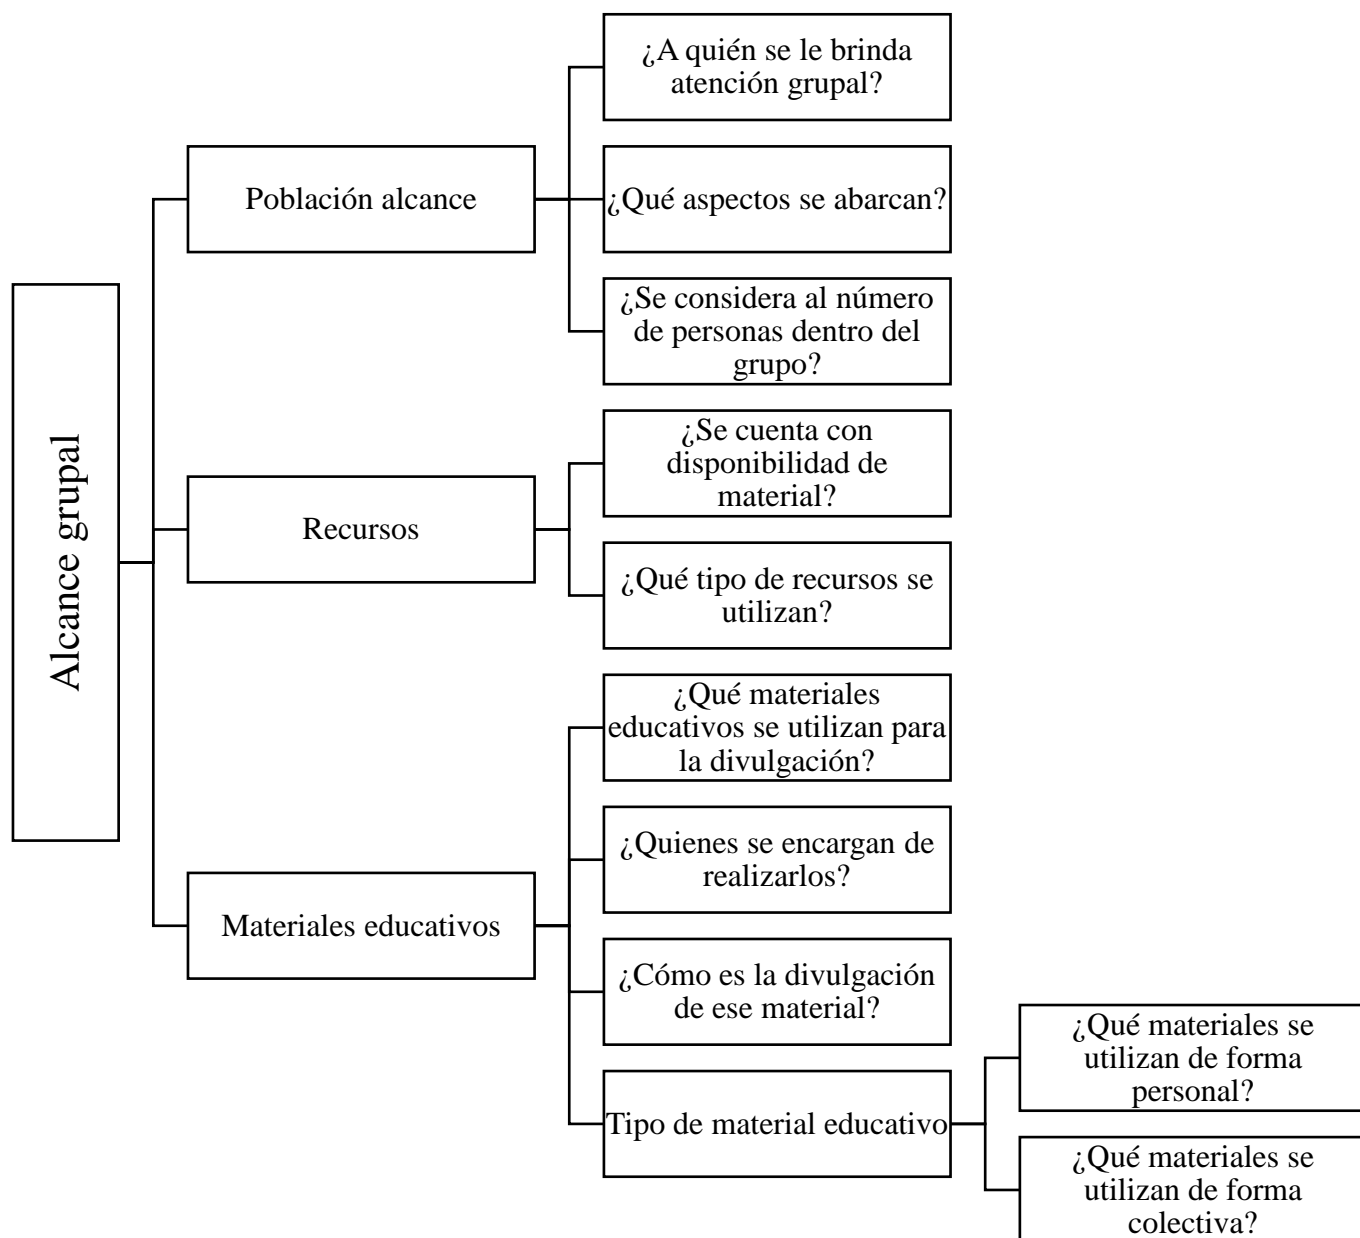 Alcance grupal
Población alcance
¿A quién se le brinda
atención grupal?
¿Qué aspectos se abarcan?
¿Se considera al número
de personas dentro del
grupo?
Recursos
¿Se cuenta con
disponibilidad de
material?
¿Qué tipo de recursos se
utilizan?
Materiales educativos
¿Qué materiales
educativos se utilizan para
la divulgación?
¿Quienes se encargan de
realizarlos?
¿Cómo es la divulgación
de ese material?
Tipo de material educativo
¿Qué materiales se
utilizan de forma
personal?
¿Qué materiales se
utilizan de forma
colectiva?